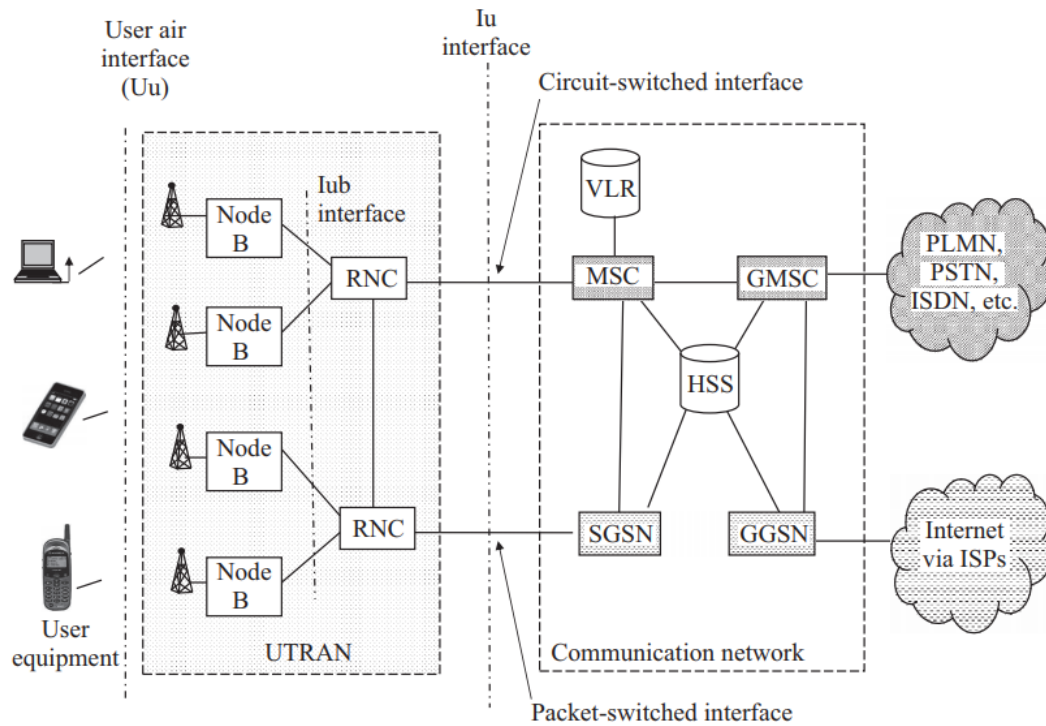 User air
interface
(Uu)
Iu
interface
Circuit-switched interface
Iub
interface
Node
B
Node
B
Node
B
Node
B
RNC
RNC
VLR
MSC
GMSC
HSS
SGSN
GGSN
PLMN,
PSTN,
ISDN, etc.
Internet
via ISPs
User
equipment
UTRAN
Communication network
Packet-switched interface